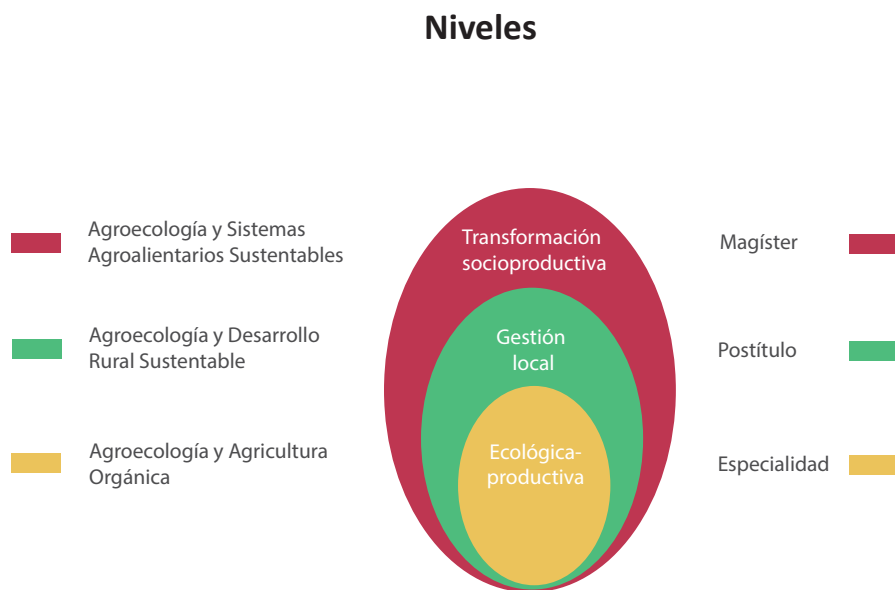 Niveles
Agroecología y Sistemas
Agroalientarios Sustentables
Transformación
socioproductiva
Magíster
Agroecología y Desarrollo
Rural Sustentable
Gestión
local
Postítulo
Agroecología y Agricultura
Orgánica
Ecológica-
productiva
Especialidad